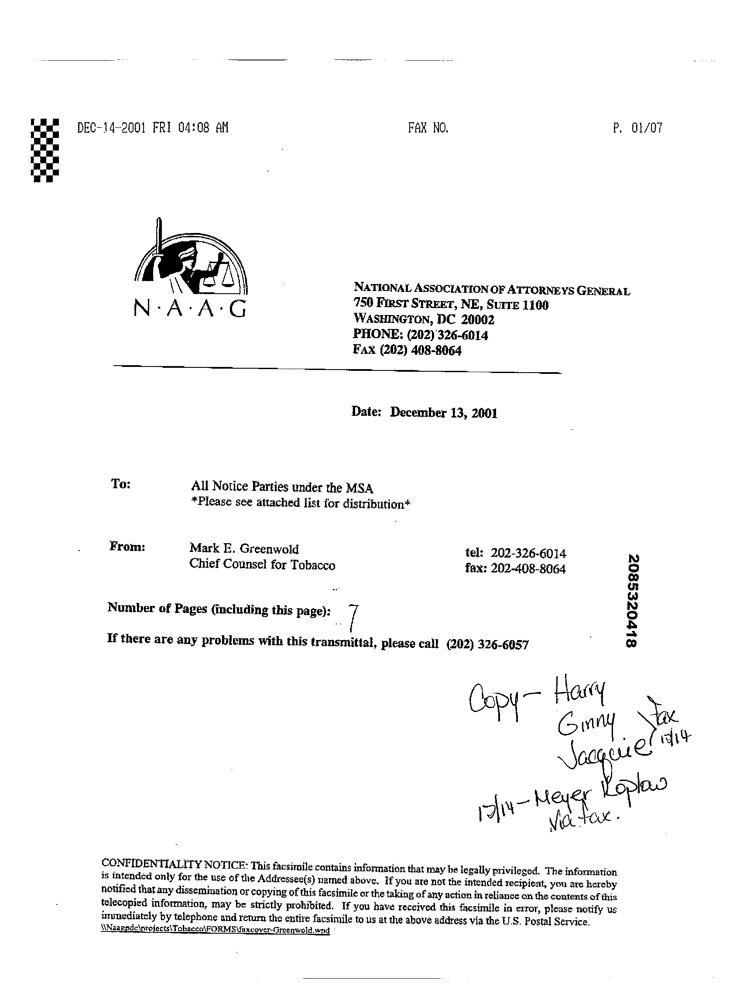 DEC-14-2001 FRI 04:08 AM FAX NO. P. 01/07
N·A·A·G
NATIONAL ASSOCIATION OF ATTORNEYS GENERAL
750 FIRST STREET, NE, SUITE 1100
WASHINGTON, DC 20002
PHONE: (202) 326-6014
FAX (202) 408-8064
Date: December 13, 2001
To: All Notice Parties under the MSA
*Please see attached list for distribution*
From: Mark E. Greenwold tel: 202-326-6014
Chief Counsel for Tobacco fax: 202-408-8064
2085320418
Number of Pages (including this page): 7
If there are any problems with this transmittal, please call (202) 326-6057
Copy - Harry
Ginny Fax
Jacquie 12/14
12/14 - Meyer Koplow
Via fax.
CONFIDENTIALITY NOTICE: This facsimile contains information that may be legally privileged. The information
is intended only for the use of the Addressee(s) named above. If you are not the intended recipient, you are hereby
notified that any dissemination or copying of this facsimile or the taking of any action in reliance on the contents of this
telecopied information, may be strictly prohibited. If you have received this facsimile in error, please notify us
immediately by telephone and return the entire facsimile to us at the above address via the U.S. Postal Service.
\\Naagpdc\projects\Tobacco\FORMS\faxcover-Greenwold.wpd